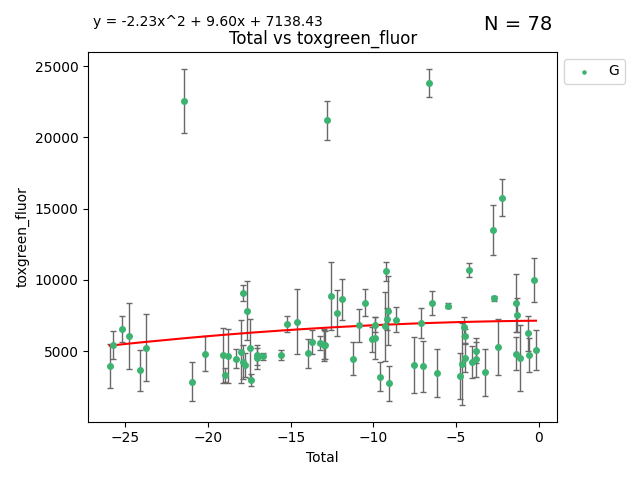 y = -2.23x^2 + 9.60x + 7138.43
N = 78
Total vs toxgreen_fluor
G
25000
20000
15000
10000
5000
toxgreen_fluor
−25
−20
−15
−10
−5
0
Total